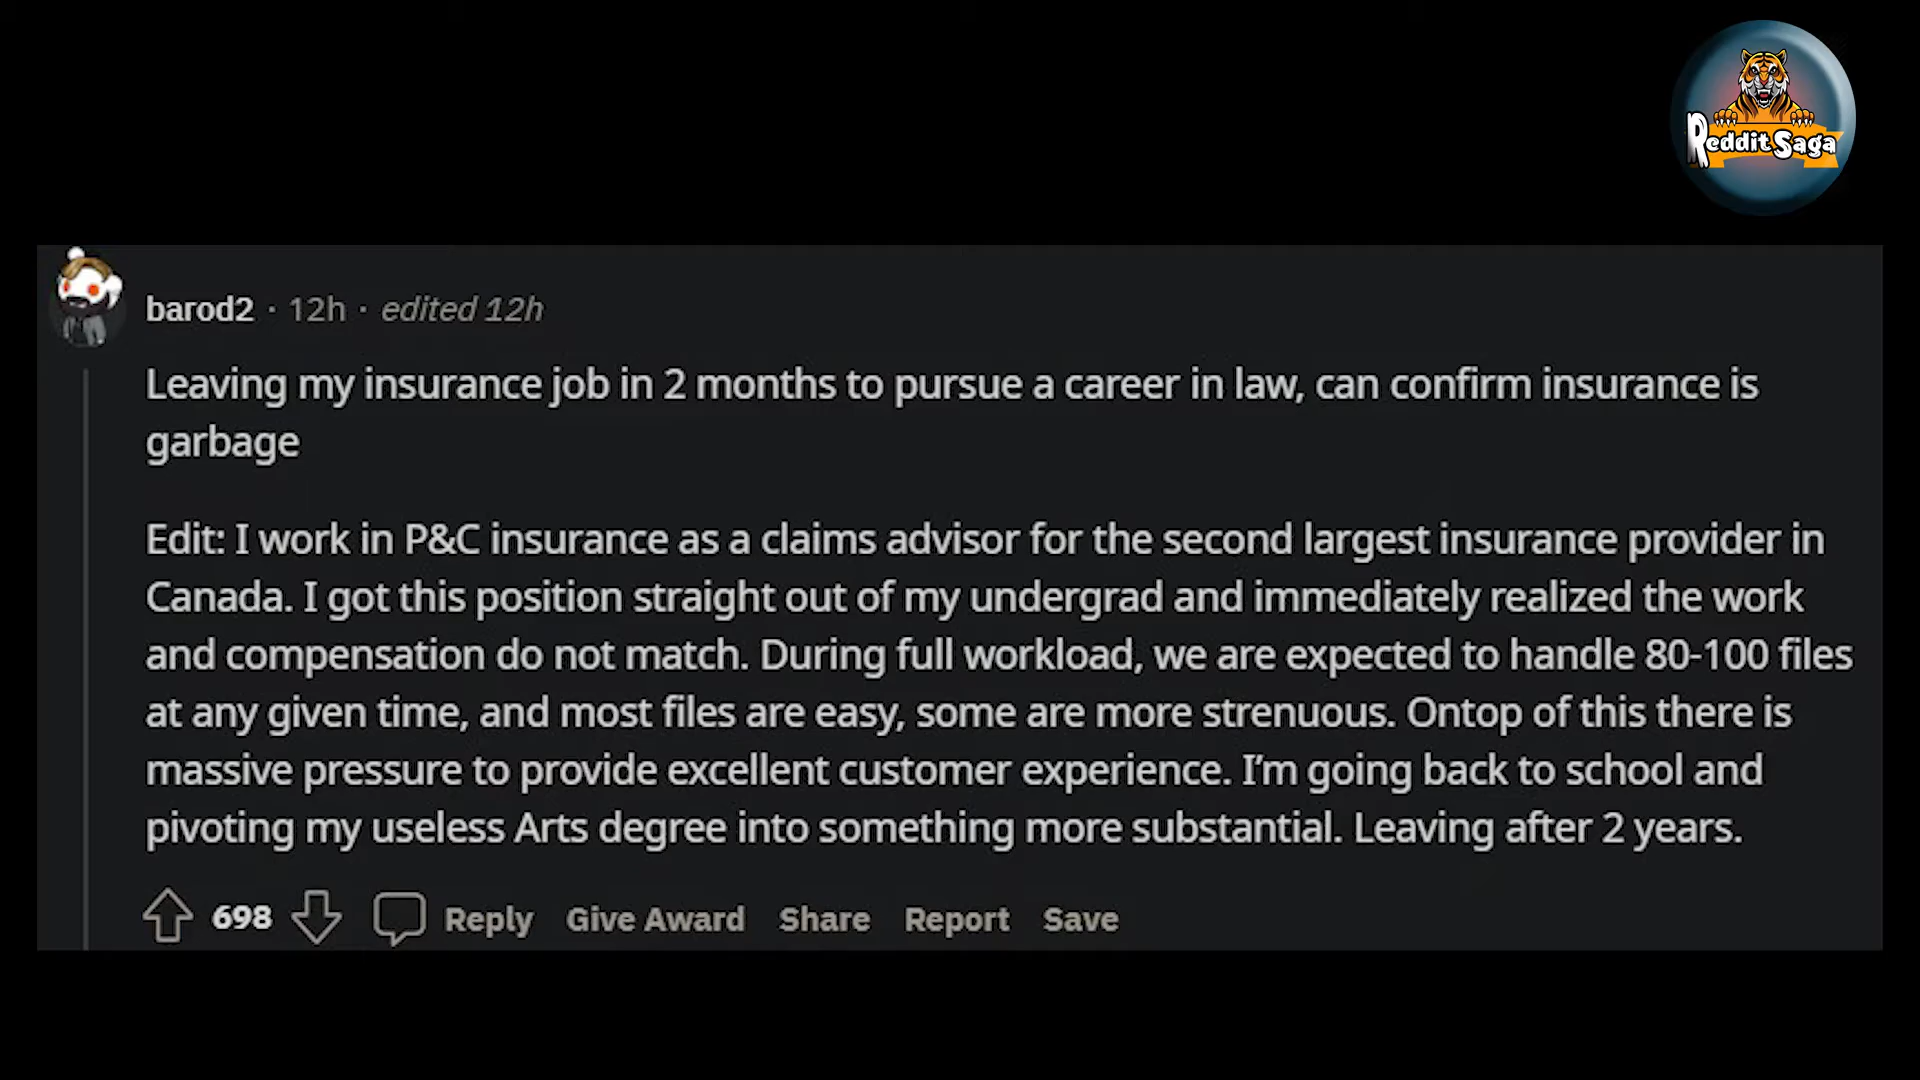 Reddit Saga
barod2 · 12h · edited 12h
Leaving my insurance job in 2 months to pursue a career in law, can confirm insurance is
garbage
Edit: I work in P&C insurance as a claims advisor for the second largest insurance provider in
Canada. I got this position straight out of my undergrad and immediately realized the work
and compensation do not match. During full workload, we are expected to handle 80-100 files
at any given time, and most files are easy, some are more strenuous. Ontop of this there is
massive pressure to provide excellent customer experience. I’m going back to school and
pivoting my useless Arts degree into something more substantial. Leaving after 2 years.
698 Reply Give Award Share Report Save